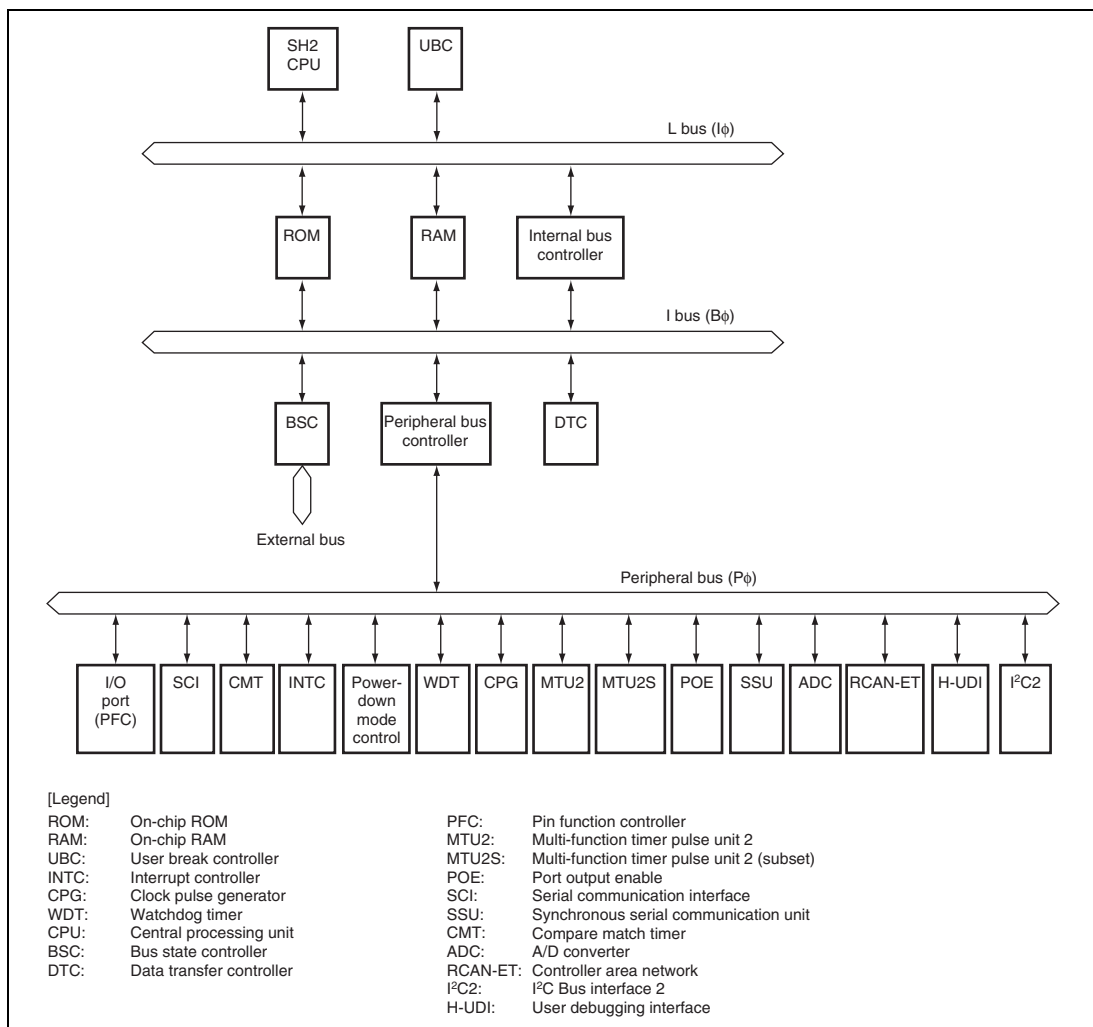 SH2
CPU
UBC
L bus (Iϕ)
ROM
RAM
Internal bus
controller
I bus (Bϕ)
BSC
Peripheral bus
controller
DTC
External bus
Peripheral bus (Pϕ)
I/O
port
(PFC)
SCI
CMT
INTC
Power-
down
mode
control
WDT
CPG
MTU2
MTU2S
POE
SSU
ADC
RCAN-ET
H-UDI
I²C2
[Legend]
ROM: On-chip ROM
RAM: On-chip RAM
UBC: User break controller
INTC: Interrupt controller
CPG: Clock pulse generator
WDT: Watchdog timer
CPU: Central processing unit
BSC: Bus state controller
DTC: Data transfer controller
PFC: Pin function controller
MTU2: Multi-function timer pulse unit 2
MTU2S: Multi-function timer pulse unit 2 (subset)
POE: Port output enable
SCI: Serial communication interface
SSU: Synchronous serial communication unit
CMT: Compare match timer
ADC: A/D converter
RCAN-ET: Controller area network
I²C2: I²C Bus interface 2
H-UDI: User debugging interface